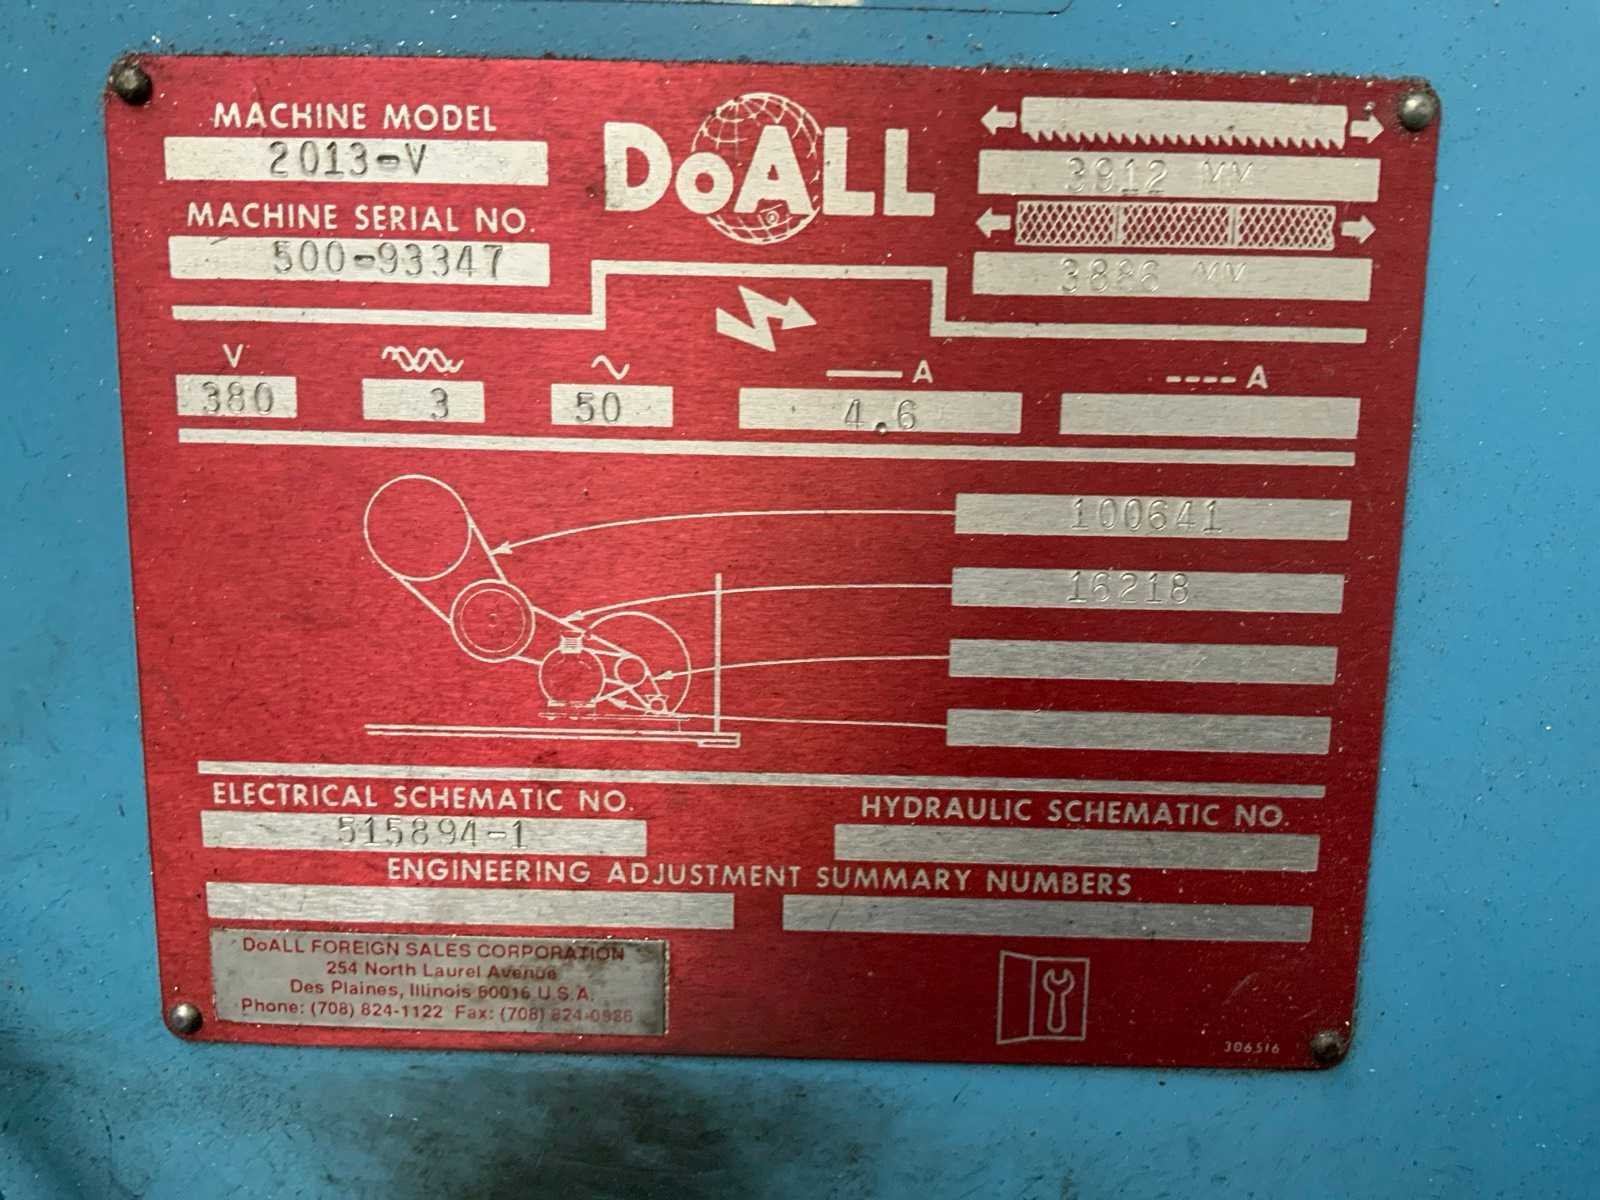 MACHINE MODEL
2013-V
MACHINE SERIAL NO.
500-93347
DOALL
3912 MM
3886 MM
V
380
3
50
A
4.6
A
100641
16218
ELECTRICAL SCHEMATIC NO.
515894-1
HYDRAULIC SCHEMATIC NO.
ENGINEERING ADJUSTMENT SUMMARY NUMBERS
DoALL FOREIGN SALES CORPORATION
254 North Laurel Avenue
Des Plaines, Illinois 60016 U.S.A.
Phone: (708) 824-1122 Fax: (708) 824-0986
306516